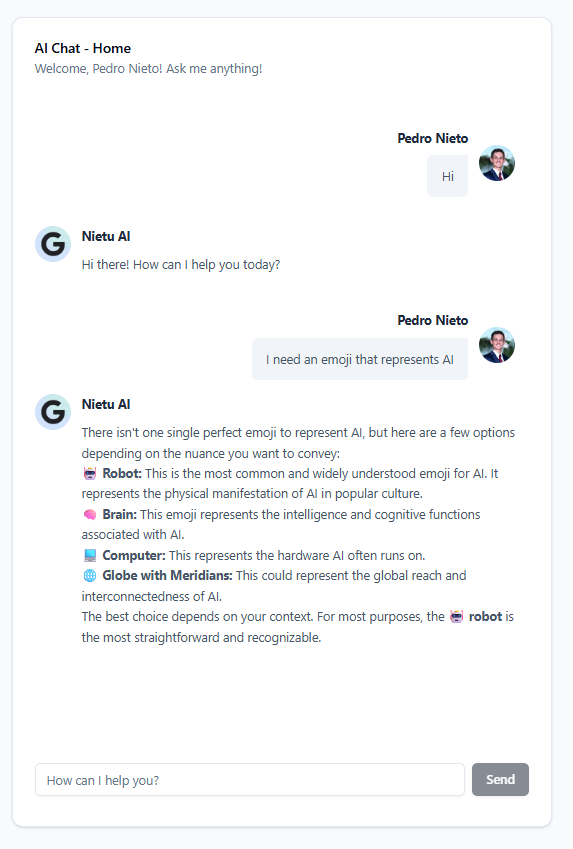 AI Chat - Home
Welcome, Pedro Nieto! Ask me anything!
Pedro Nieto
Hi
G
Nietu AI
Hi there! How can I help you today?
Pedro Nieto
I need an emoji that represents AI
G
Nietu AI
There isn't one single perfect emoji to represent AI, but here are a few options
depending on the nuance you want to convey:
🤖 Robot: This is the most common and widely understood emoji for AI. It
represents the physical manifestation of AI in popular culture.
🧠 Brain: This emoji represents the intelligence and cognitive functions
associated with AI.
💻 Computer: This represents the hardware AI often runs on.
🌐 Globe with Meridians: This could represent the global reach and
interconnectedness of AI.
The best choice depends on your context. For most purposes, the 🤖 robot is
the most straightforward and recognizable.
How can I help you?
Send